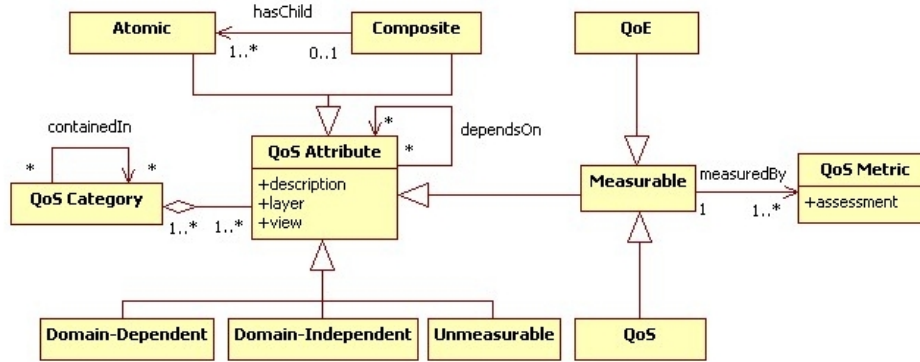 hasChild
Atomic
Composite
QoE
1..*
0..1
containedIn
*
*
dependsOn
*
*
QoS Attribute
+description
+layer
+view
QoS Category
1..*
1..*
Measurable
measuredBy
1
1..*
QoS Metric
+assessment
Domain-Dependent
Domain-Independent
Unmeasurable
QoS